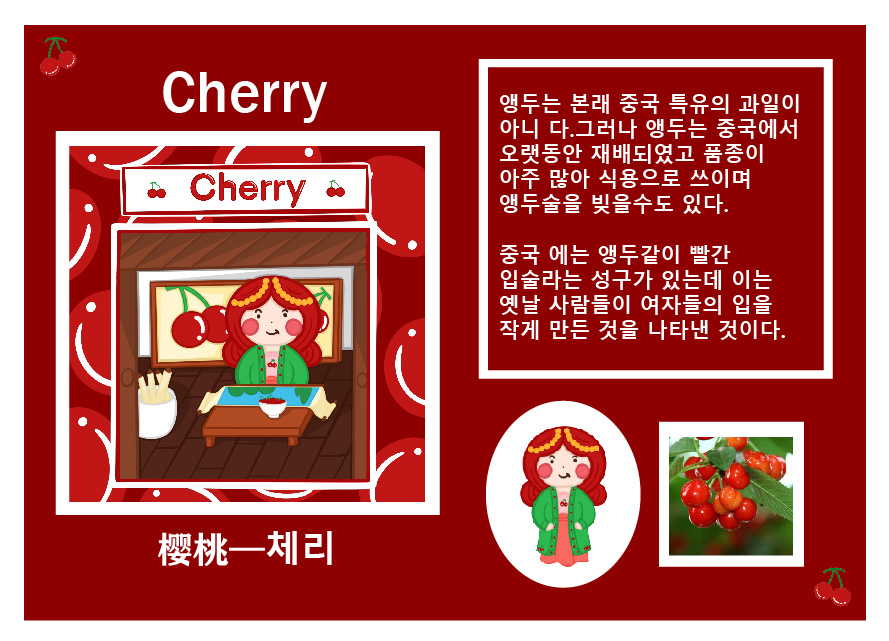 Cherry
Cherry
樱桃—체리
앵두는 본래 중국 특유의 과일이
아니 다.그러나 앵두는 중국에서
오랫동안 재배되였고 품종이
아주 많아 식용으로 쓰이며
앵두술을 빚을수도 있다.
중국 에는 앵두같이 빨간
입술라는 성구가 있는데 이는
옛날 사람들이 여자들의 입을
작게 만든 것을 나타낸 것이다.